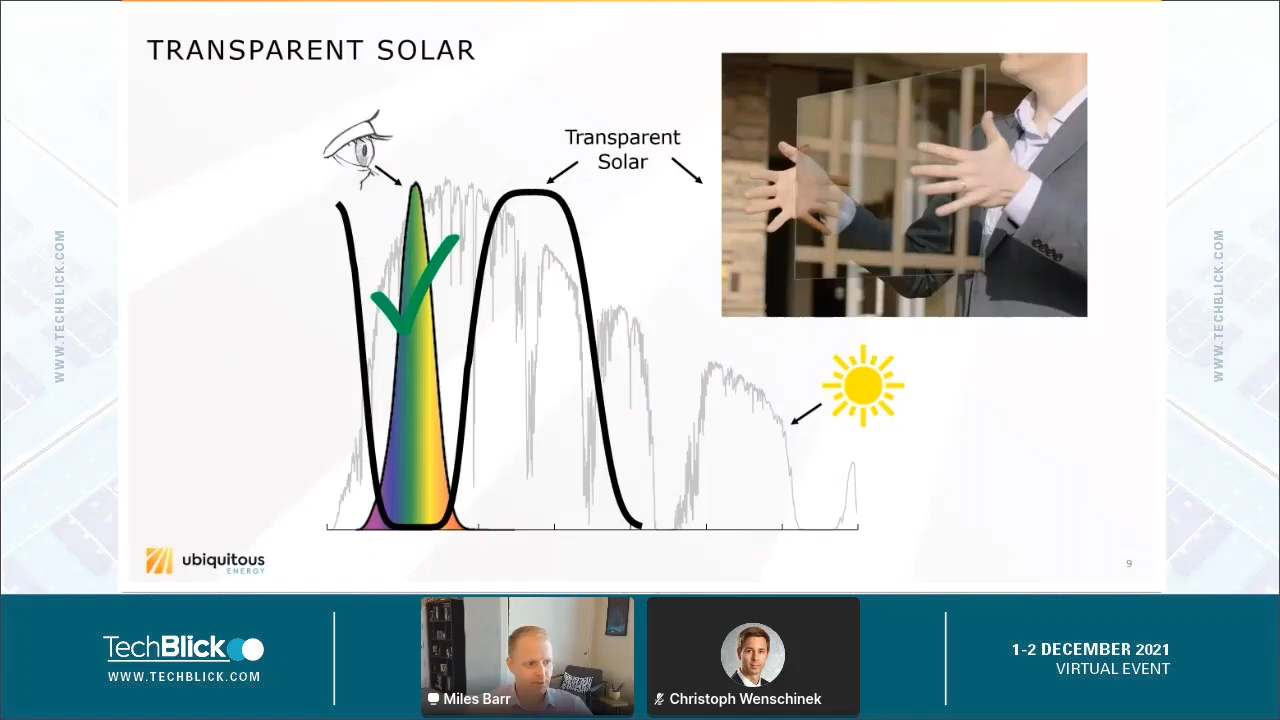 TRANSPARENT SOLAR
Transparent
Solar
WWW.TECHBLICK.COM
WWW.TECHBLICK.COM
ubiquitous
ENERGY
9
TechBlick
WWW.TECHBLICK.COM
Miles Barr
Christoph Wenschinek
1-2 DECEMBER 2021
VIRTUAL EVENT